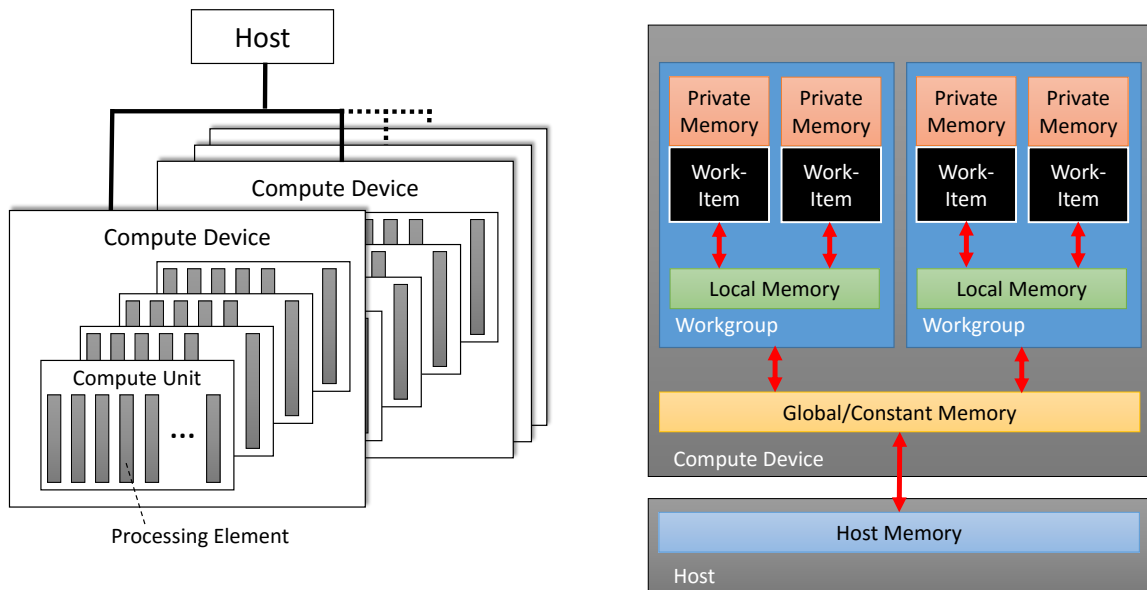 Host
Compute Device
Compute Device
Compute Unit
...
Processing Element
Private
Memory
Private
Memory
Private
Memory
Private
Memory
Work-
Item
Work-
Item
Work-
Item
Work-
Item
Local Memory
Local Memory
Workgroup
Workgroup
Global/Constant Memory
Compute Device
Host Memory
Host